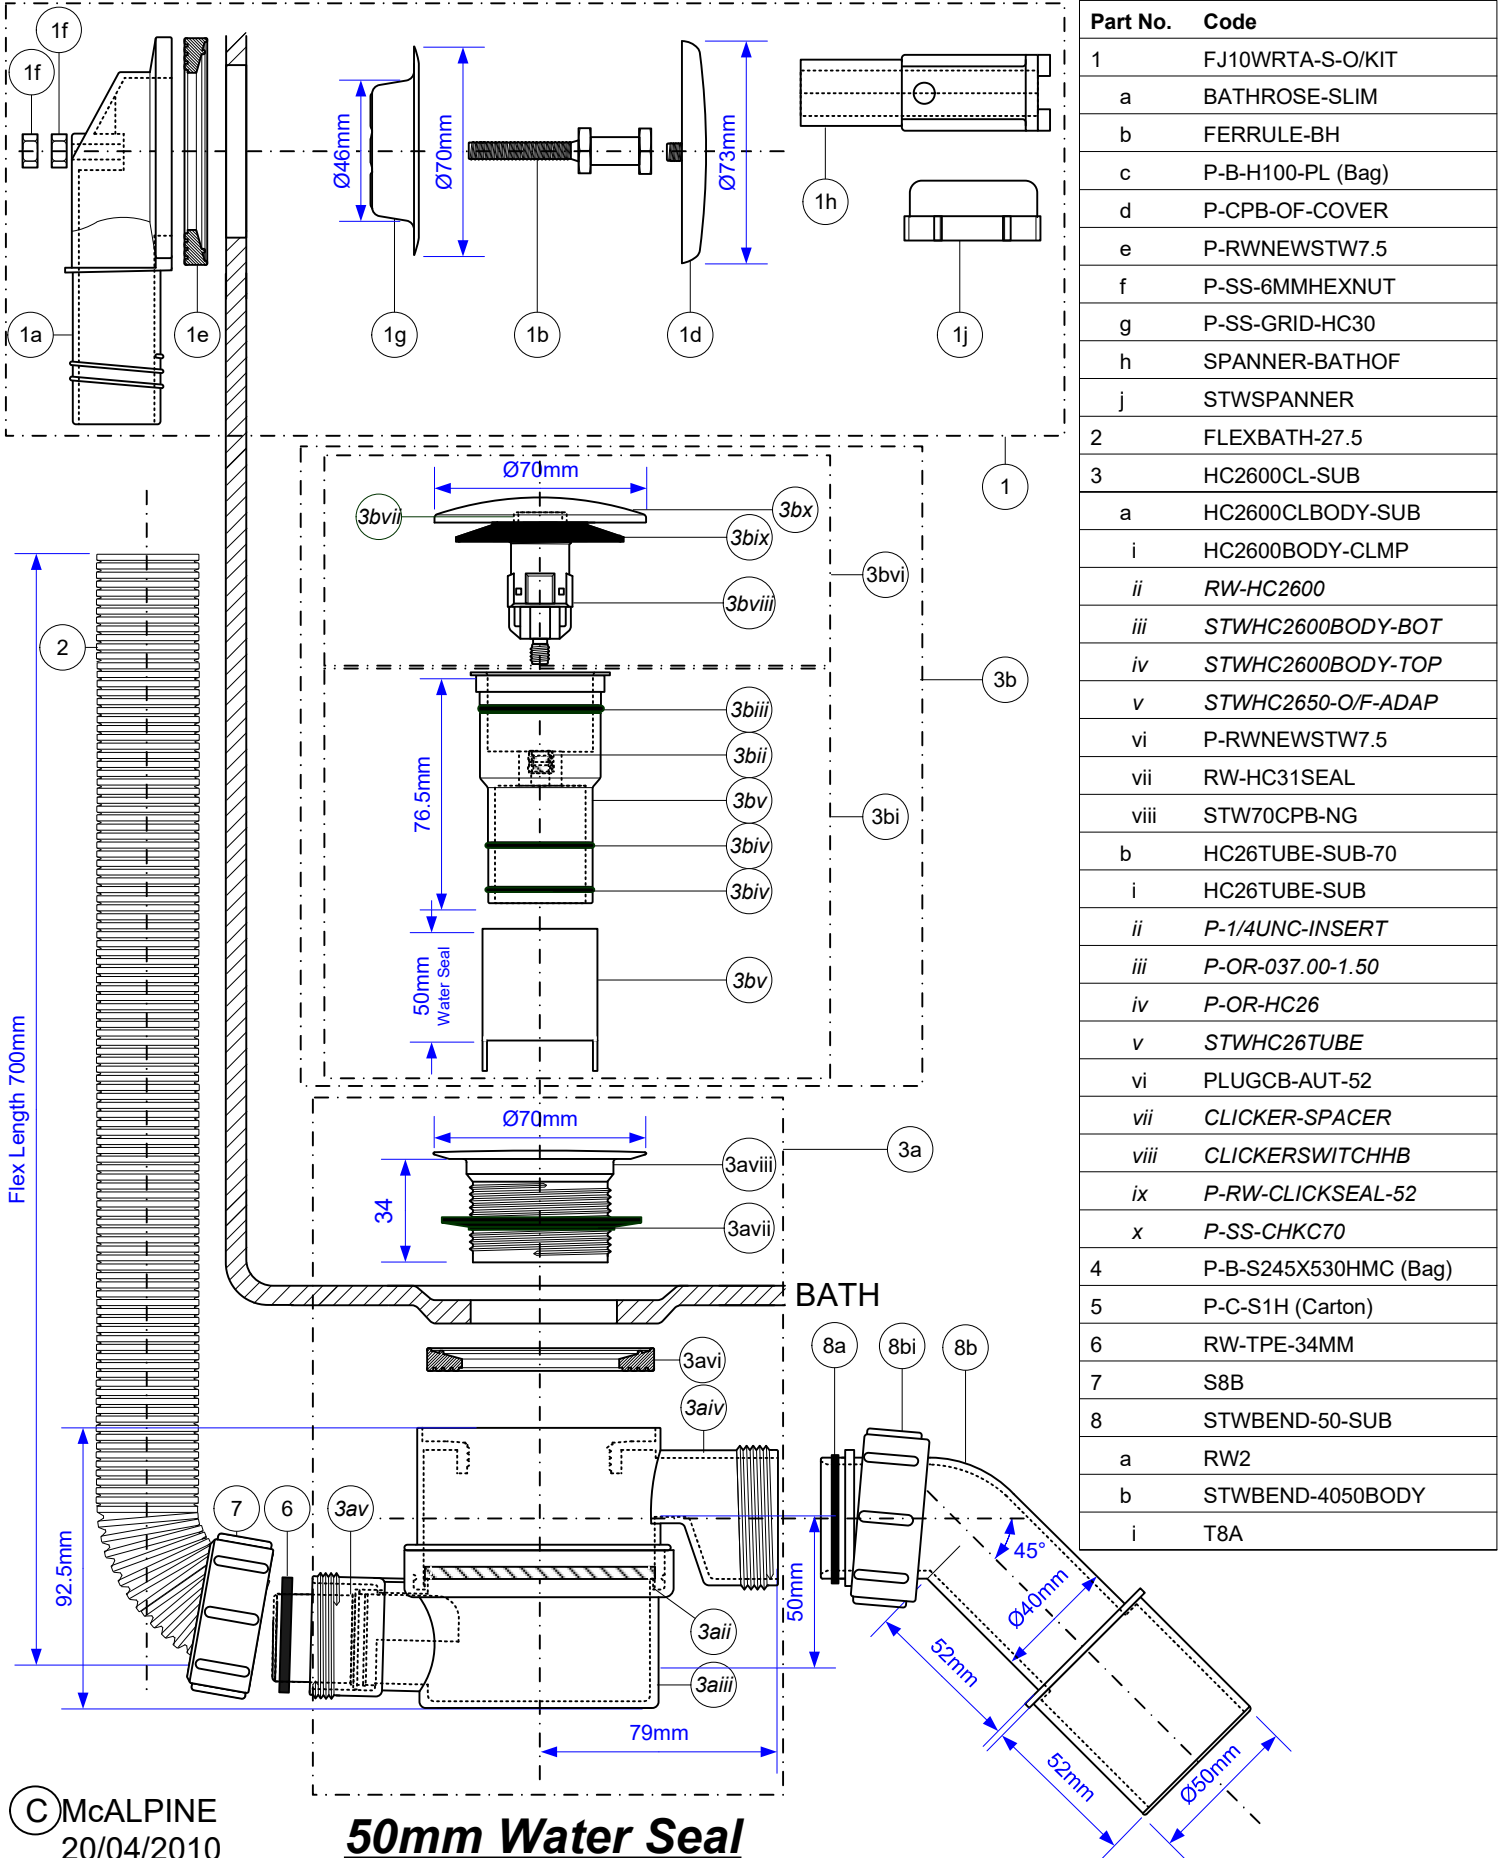 1f
1f
Ø46mm
Ø70mm
Ø73mm
1h
1a
1e
1g
1b
1d
1j
1
Ø70mm
3bvii
3bx
3bix
3bvi
3bviii
2
3b
3biii
3bii
76.5mm
3bv
3bi
3biv
3biv
50mm
Water Seal
3bv
Flex Length 700mm
Ø70mm
3a
3aviii
34
3avii
BATH
8a
8bi
8b
3avi
3aiv
7
6
3av
45°
92.5mm
50mm
Ø40mm
3aii
52mm
3aiii
79mm
52mm
Ø50mm
C McALPINE
20/04/2010
50mm Water Seal
Part No. Code
1 FJ10WRTA-S-O/KIT
a BATHROSE-SLIM
b FERRULE-BH
c P-B-H100-PL (Bag)
d P-CPB-OF-COVER
e P-RWNEWSTW7.5
f P-SS-6MMHEXNUT
g P-SS-GRID-HC30
h SPANNER-BATHOF
j STWSPANNER
2 FLEXBATH-27.5
3 HC2600CL-SUB
a HC2600CLBODY-SUB
i HC2600BODY-CLMP
ii RW-HC2600
iii STWHC2600BODY-BOT
iv STWHC2600BODY-TOP
v STWHC2650-O/F-ADAP
vi P-RWNEWSTW7.5
vii RW-HC31SEAL
viii STW70CPB-NG
b HC26TUBE-SUB-70
i HC26TUBE-SUB
ii P-1/4UNC-INSERT
iii P-OR-037.00-1.50
iv P-OR-HC26
v STWHC26TUBE
vi PLUGCB-AUT-52
vii CLICKER-SPACER
viii CLICKERSWITCHHB
ix P-RW-CLICKSEAL-52
x P-SS-CHKC70
4 P-B-S245X530HMC (Bag)
5 P-C-S1H (Carton)
6 RW-TPE-34MM
7 S8B
8 STWBEND-50-SUB
a RW2
b STWBEND-4050BODY
i T8A